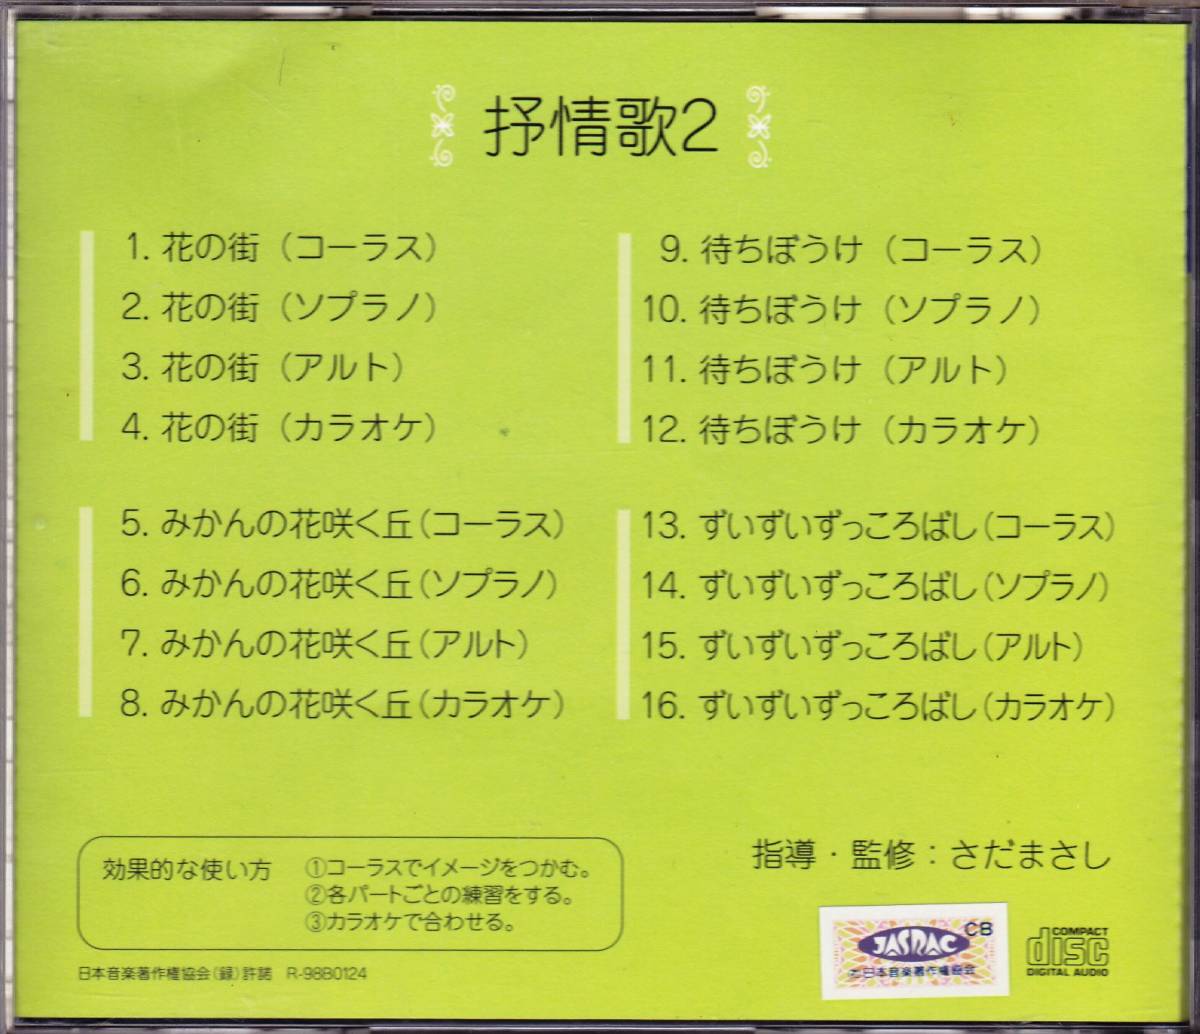 抒情歌2
1. 花の街（コーラス）
2. 花の街（ソプラノ）
3. 花の街（アルト）
4. 花の街（カラオケ）
5. みかんの花咲く丘（コーラス）
6. みかんの花咲く丘（ソプラノ）
7. みかんの花咲く丘（アルト）
8. みかんの花咲く丘（カラオケ）
9. 待ちぼうけ（コーラス）
10. 待ちぼうけ（ソプラノ）
11. 待ちぼうけ（アルト）
12. 待ちぼうけ（カラオケ）
13. ずいずいずっころばし（コーラス）
14. ずいずいずっころばし（ソプラノ）
15. ずいずいずっころばし（アルト）
16. ずいずいずっころばし（カラオケ）
効果的な使い方
①コーラスでイメージをつかむ。
②各パートごとの練習をする。
③カラオケで合わせる。
日本音楽著作権協会（録）許諾 R-9880124
指導・監修：さだまさし
CB
JASRAC
日本音楽著作権協会
COMPACT
disc
DIGITAL AUDIO